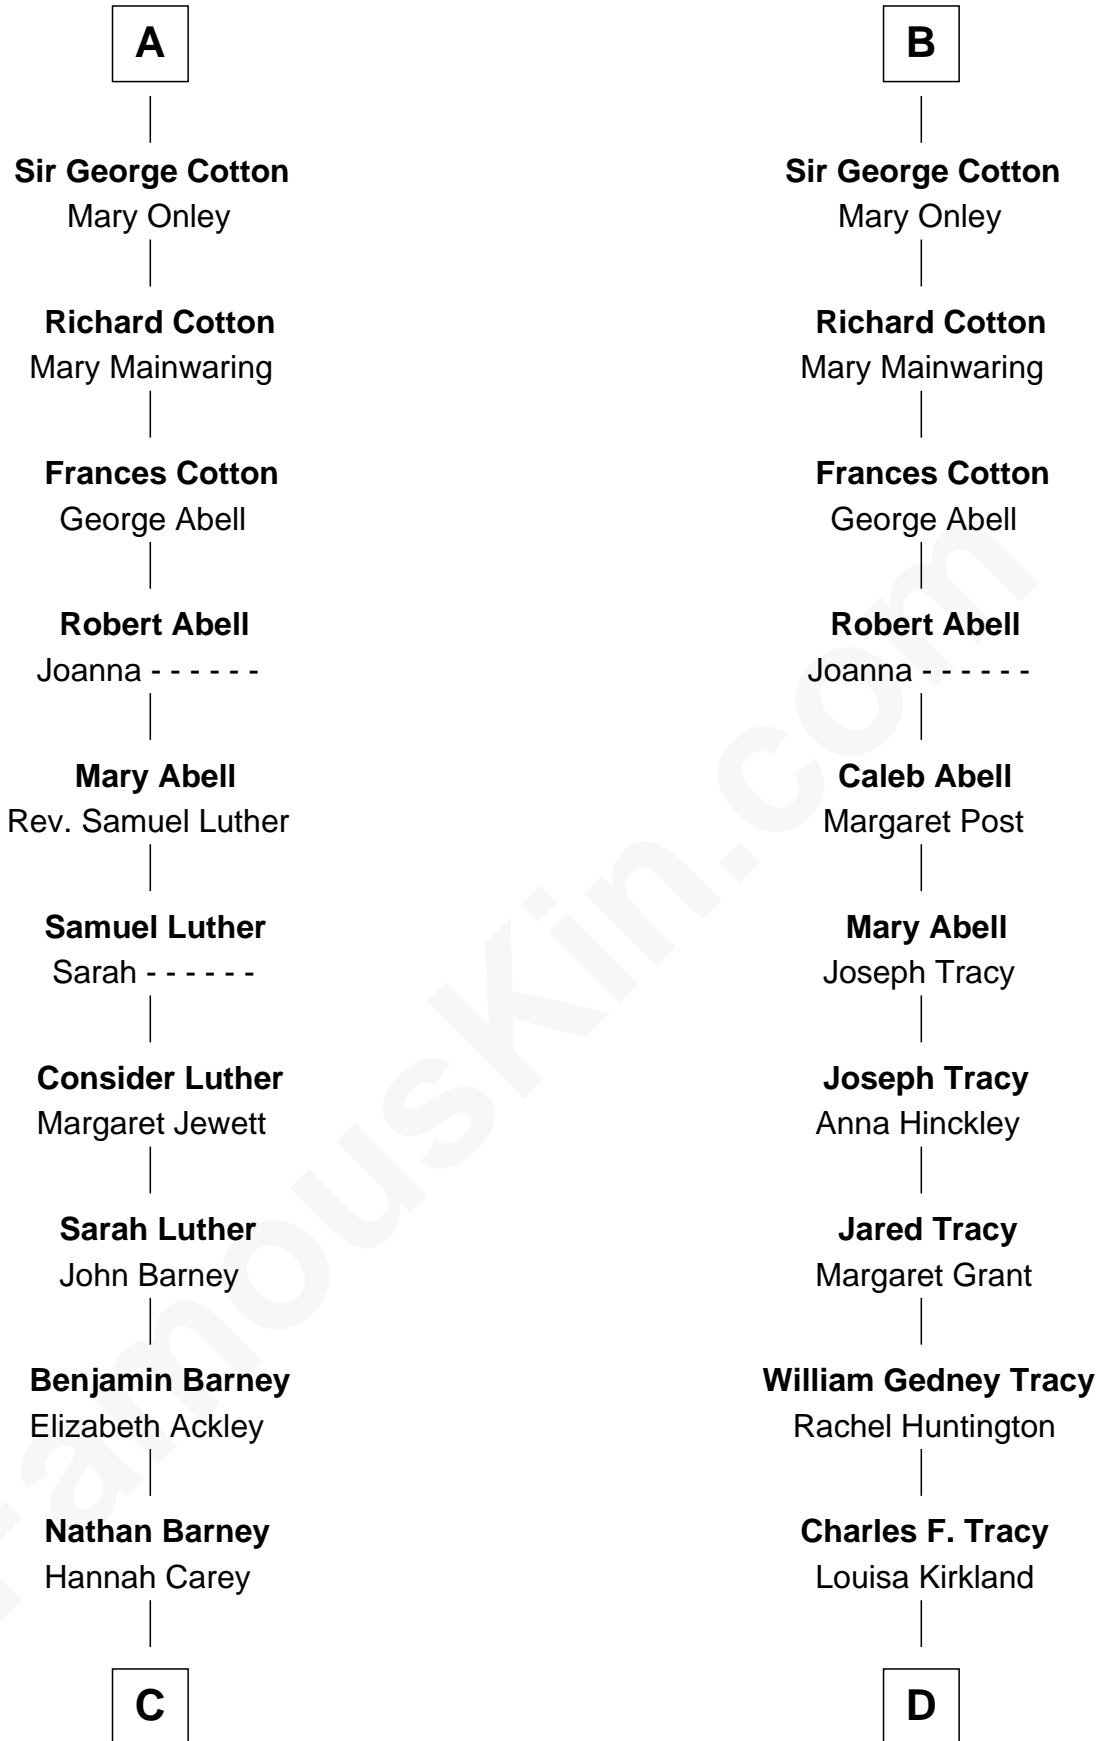 A
Sir George Cotton
Mary Onley
Richard Cotton
Mary Mainwaring
Frances Cotton
George Abell
Robert Abell
Joanna - - - - - -
Mary Abell
Rev. Samuel Luther
Samuel Luther
Sarah - - - - - -
Consider Luther
Margaret Jewett
Sarah Luther
John Barney
Benjamin Barney
Elizabeth Ackley
Nathan Barney
Hannah Carey
C
B
Sir George Cotton
Mary Onley
Richard Cotton
Mary Mainwaring
Frances Cotton
George Abell
Robert Abell
Joanna - - - - - -
Caleb Abell
Margaret Post
Mary Abell
Joseph Tracy
Joseph Tracy
Anna Hinckley
Jared Tracy
Margaret Grant
William Gedney Tracy
Rachel Huntington
Charles F. Tracy
Louisa Kirkland
D
FamousKin.com